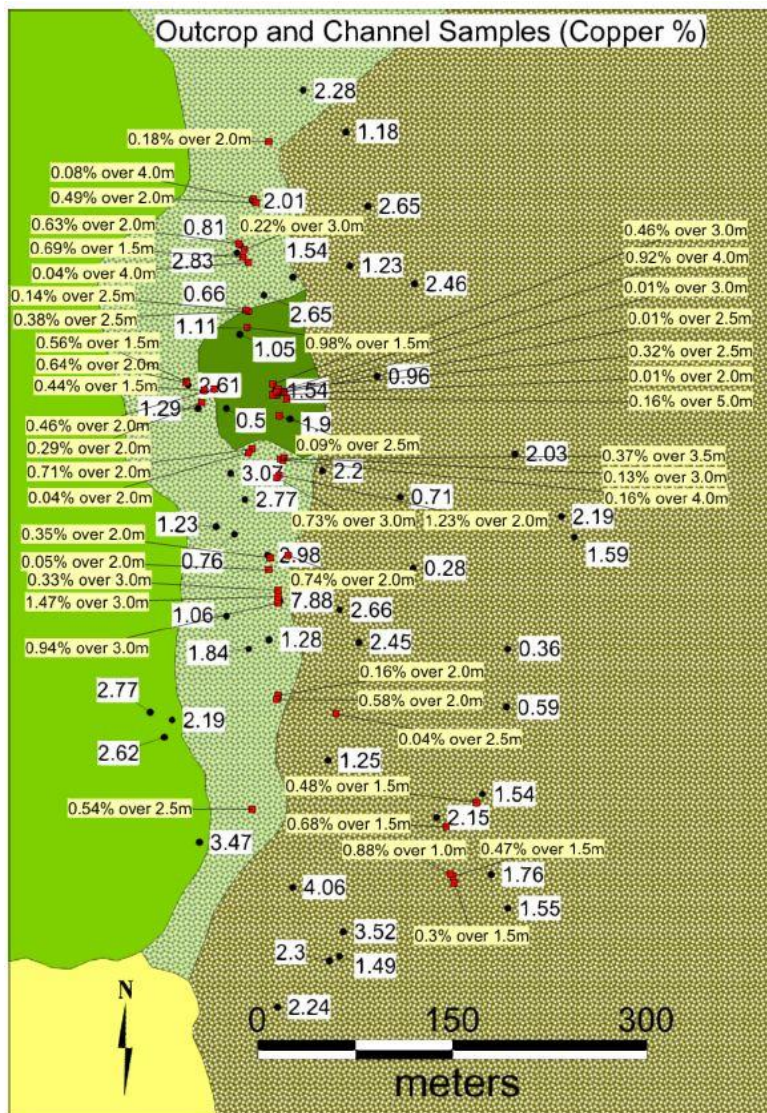 Outcrop and Channel Samples (Copper %)
2.28
1.18
0.18% over 2.0m
0.08% over 4.0m
0.49% over 2.0m
2.01
2.65
0.63% over 2.0m
0.81
0.22% over 3.0m
0.46% over 3.0m
0.69% over 1.5m
2.83
1.54
0.92% over 4.0m
0.04% over 4.0m
1.23
2.46
0.01% over 3.0m
0.14% over 2.5m
0.66
2.65
0.01% over 2.5m
0.38% over 2.5m
1.11
1.05
0.98% over 1.5m
0.56% over 1.5m
0.32% over 2.5m
0.64% over 2.0m
0.01% over 2.0m
0.44% over 1.5m
2.61
1.54
0.96
0.16% over 5.0m
1.29
0.5
1.9
0.46% over 2.0m
0.29% over 2.0m
0.09% over 2.5m
2.03
0.37% over 3.5m
0.71% over 2.0m
3.07
2.2
0.13% over 3.0m
0.04% over 2.0m
2.77
0.71
0.16% over 4.0m
1.23
0.73% over 3.0m
1.23% over 2.0m
2.19
0.35% over 2.0m
0.76
2.98
1.59
0.05% over 2.0m
0.28
0.33% over 3.0m
0.74% over 2.0m
1.47% over 3.0m
7.88
1.06
2.66
0.94% over 3.0m
1.84
1.28
2.45
0.36
0.16% over 2.0m
2.77
0.58% over 2.0m
0.59
2.19
0.04% over 2.5m
2.62
1.25
0.48% over 1.5m
1.54
0.54% over 2.5m
0.68% over 1.5m
2.15
3.47
0.88% over 1.0m
0.47% over 1.5m
1.76
4.06
1.55
3.52
0.3% over 1.5m
2.3
1.49
N
2.24
0 150 300
meters